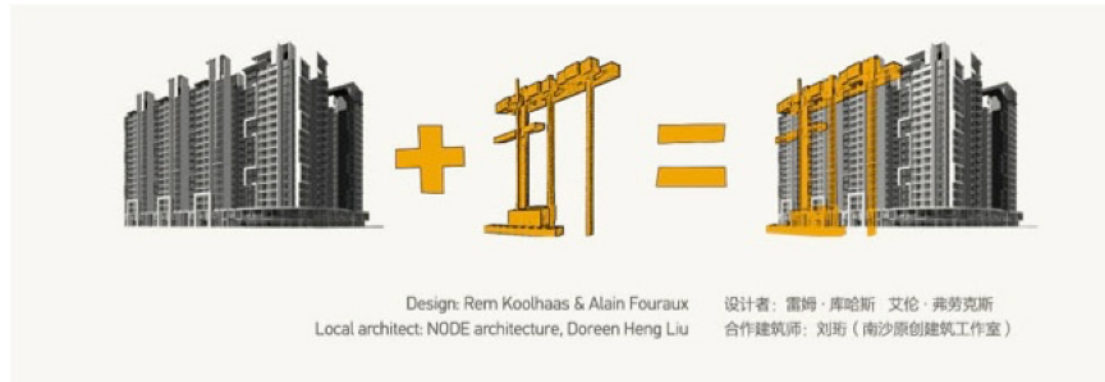 Design: Rem Koolhaas & Alain Fouraux
Local architect: NODE architecture, Doreen Heng Liu
设计者：雷姆·库哈斯 艾伦·弗劳克斯
合作建筑师：刘珩（南沙原创建筑工作室）